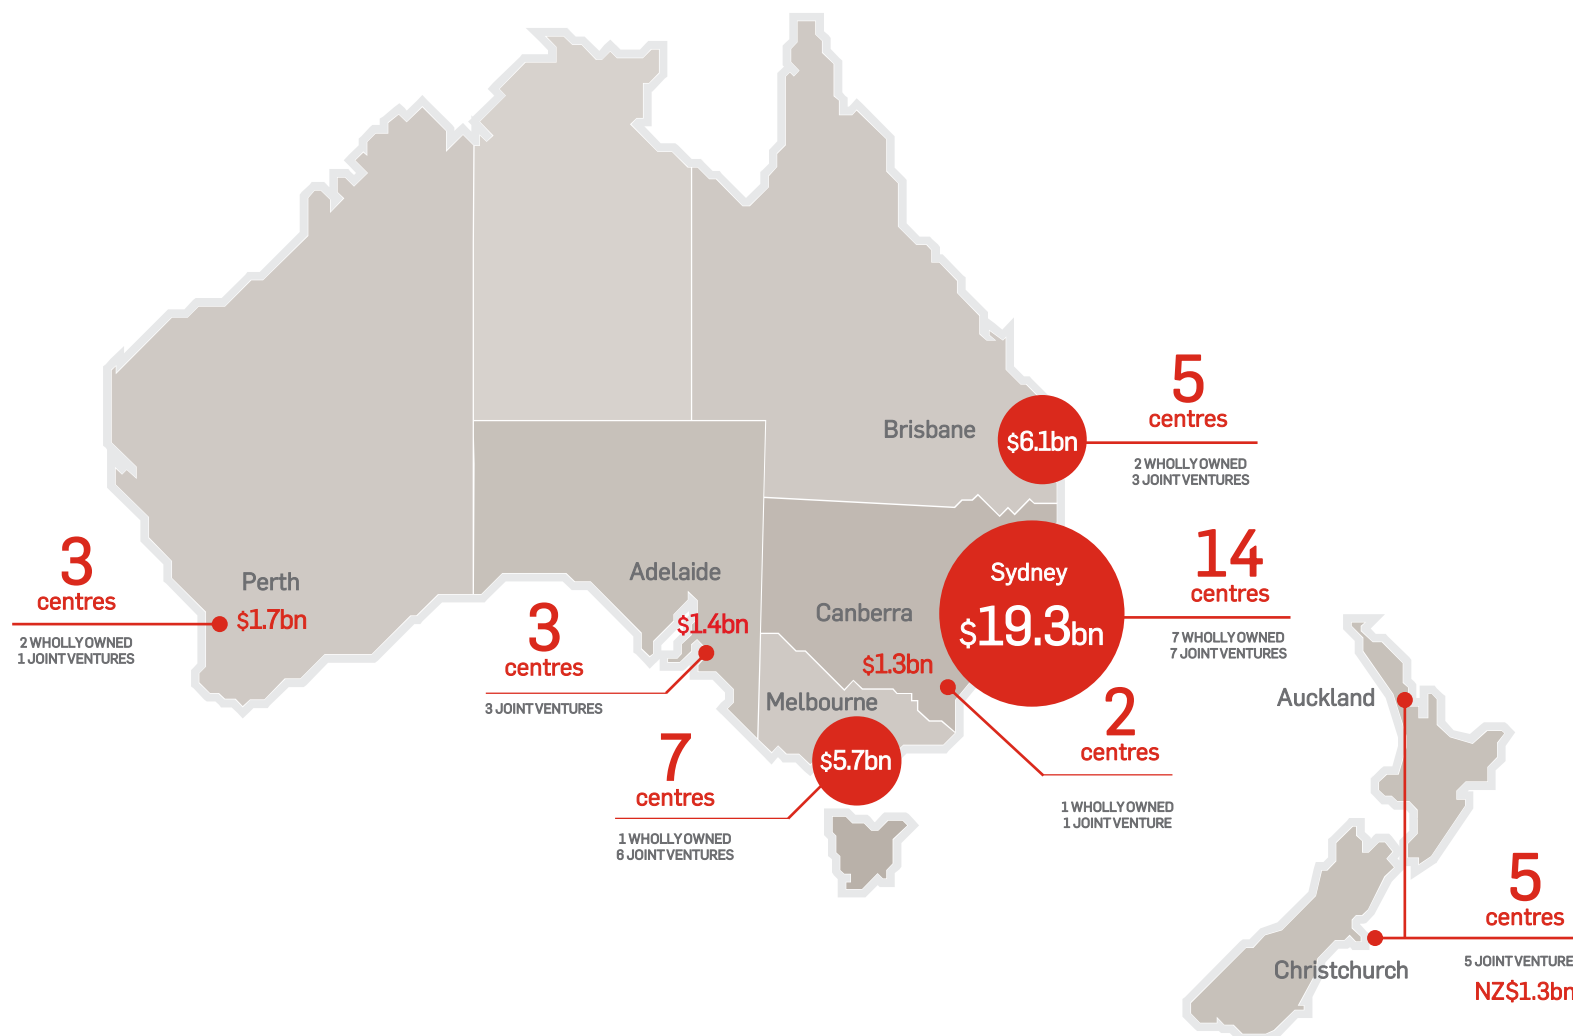 5
centres
Brisbane
$6.1bn
2 WHOLLY OWNED
3 JOINT VENTURES
14
centres
Sydney
$19.3bn
7 WHOLLY OWNED
7 JOINT VENTURES
3
centres
Perth
$1.7bn
2 WHOLLY OWNED
1 JOINT VENTURES
Adelaide
$1.4bn
3
centres
3 JOINT VENTURES
Canberra
$1.3bn
2
centres
1 WHOLLY OWNED
1 JOINT VENTURE
Melbourne
$5.7bn
7
centres
1 WHOLLY OWNED
6 JOINT VENTURES
Auckland
5
centres
Christchurch
5 JOINT VENTURE
NZ$1.3bn